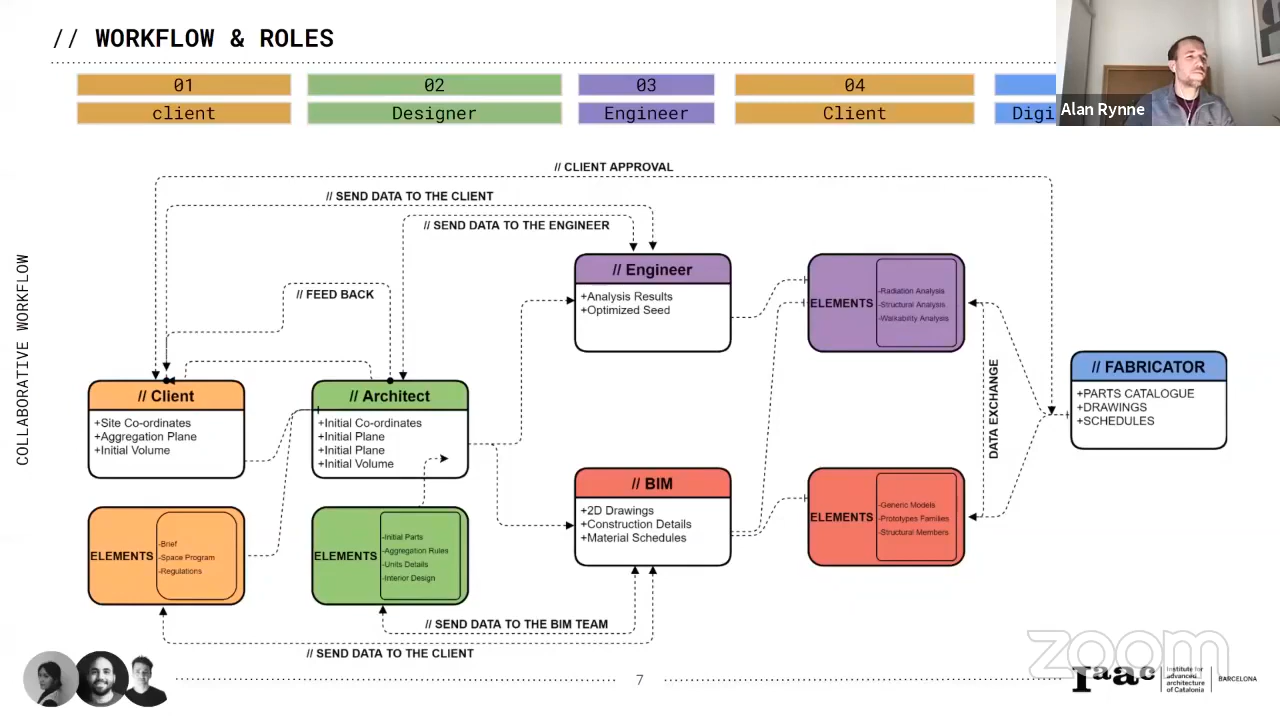 // WORKFLOW & ROLES
01
02
03
04
client
Designer
Engineer
Client
Digi
Alan Rynne
COLLABORATIVE WORKFLOW
// CLIENT APPROVAL
// SEND DATA TO THE CLIENT
// SEND DATA TO THE ENGINEER
// FEED BACK
// Engineer
+Analysis Results
+Optimized Seed
ELEMENTS
-Radiation Analysis
-Structural Analysis
-Walkability Analysis
// Client
+Site Co-ordinates
+Aggregation Plane
+Initial Volume
// Architect
+Initial Co-ordinates
+Initial Plane
+Initial Plane
+Initial Volume
DATA EXCHANGE
// FABRICATOR
+PARTS CATALOGUE
+DRAWINGS
+SCHEDULES
ELEMENTS
-Brief
-Space Program
-Regulations
ELEMENTS
-Initial Parts
-Aggregation Rules
-Units Details
-Interior Design
// BIM
+2D Drawings
+Construction Details
+Material Schedules
ELEMENTS
-Generic Models
-Prototypes Families
-Structural Members
// SEND DATA TO THE BIM TEAM
// SEND DATA TO THE CLIENT
7
zoom
Iaac
Institute for
advanced
architecture
of Catalonia
BARCELONA